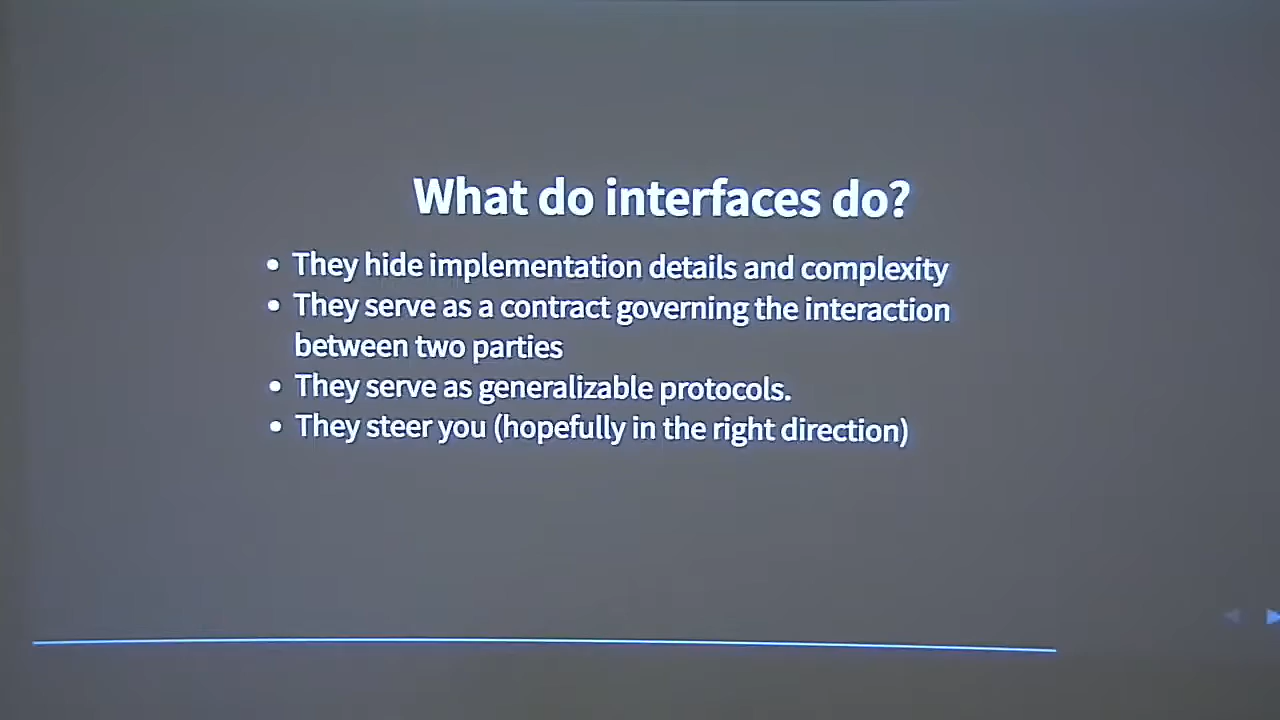 What do interfaces do?
• They hide implementation details and complexity
• They serve as a contract governing the interaction
between two parties
• They serve as generalizable protocols.
• They steer you (hopefully in the right direction)